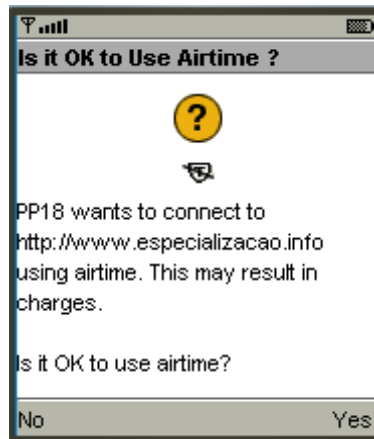 Is it OK to Use Airtime ?
?
PP18 wants to connect to
http://www.especializacao.info
using airtime. This may result in
charges.
Is it OK to use airtime?
No Yes